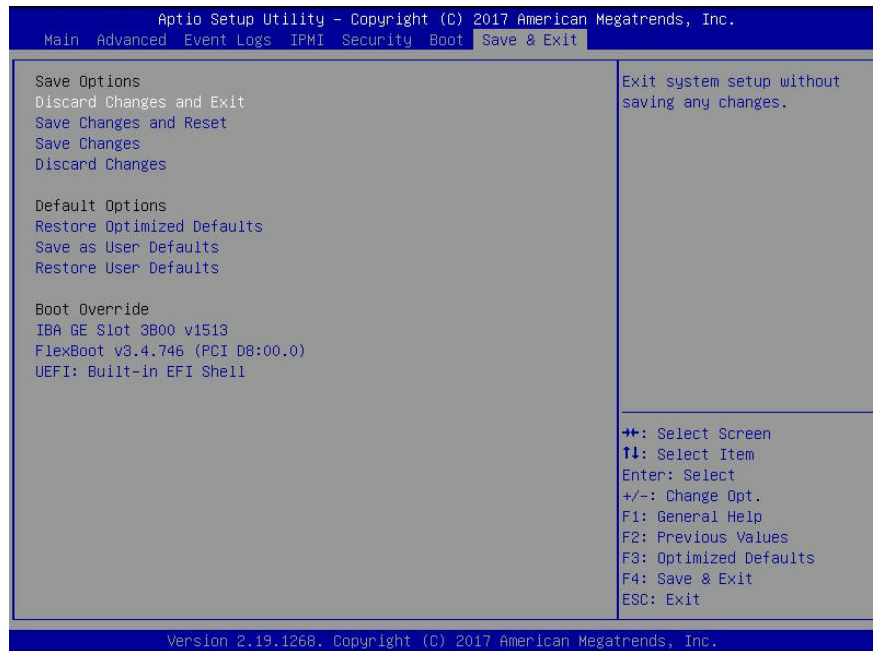 Aptio Setup Utility – Copyright (C) 2017 American Megatrends, Inc.
Main Advanced Event Logs IPMI Security Boot Save & Exit
Save Options
Discard Changes and Exit
Save Changes and Reset
Save Changes
Discard Changes
Default Options
Restore Optimized Defaults
Save as User Defaults
Restore User Defaults
Boot Override
IBA GE Slot 3B00 v1513
FlexBoot v3.4.746 (PCI D8:00.0)
UEFI: Built-in EFI Shell
Exit system setup without
saving any changes.
→←: Select Screen
↑↓: Select Item
Enter: Select
+/-: Change Opt.
F1: General Help
F2: Previous Values
F3: Optimized Defaults
F4: Save & Exit
ESC: Exit
Version 2.19.1268. Copyright (C) 2017 American Megatrends, Inc.